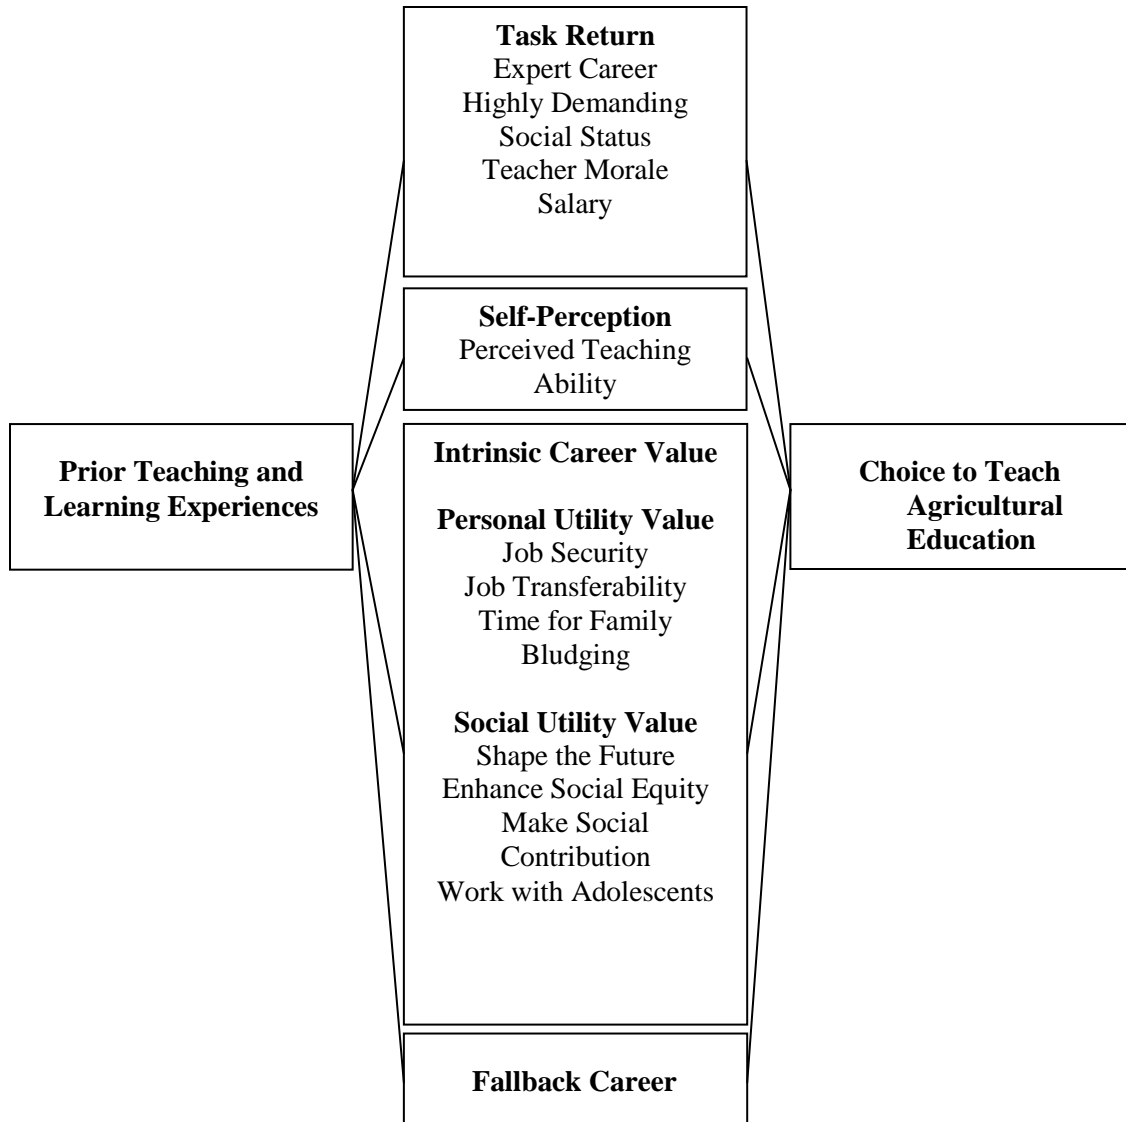 Task Return
Expert Career
Highly Demanding
Social Status
Teacher Morale
Salary
Self-Perception
Perceived Teaching
Ability
Prior Teaching and
Learning Experiences
Intrinsic Career Value
Personal Utility Value
Job Security
Job Transferability
Time for Family
Bludging
Social Utility Value
Shape the Future
Enhance Social Equity
Make Social
Contribution
Work with Adolescents
Fallback Career
Choice to Teach
Agricultural
Education